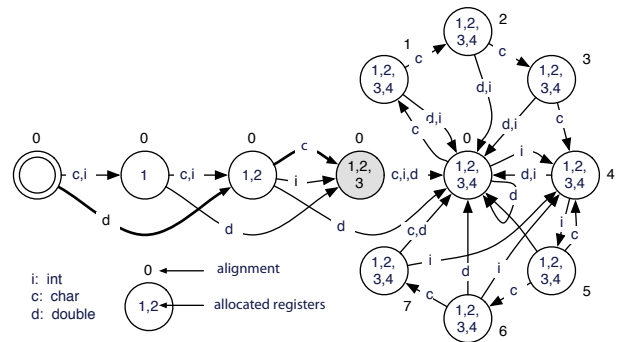 2
1
3
1,2,
3,4
c
c
1,2,
3,4
1,2,
3,4
d,i
d,i
d,i
c
c
0
0
0
0
0
c
c,i
1
c,i
1,2
i
1,2,
3
c,i,d
1,2,
3,4
i
d,i
1,2,
3,4
4
d
d
d
d
c,d
i
d
i
i
c
1,2,
3,4
7
c
1,2,
3,4
6
c
1,2,
3,4
5
i: int
c: char
d: double
0 alignment
1,2 allocated registers